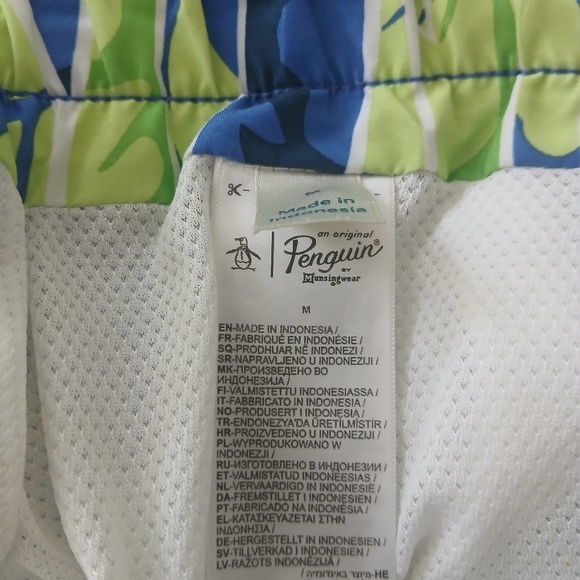 M
Made in
Indonesia
an original
Penguin®
BY
Munsingwear
M
EN-MADE IN INDONESIA /
FR-FABRIQUÉ EN INDONÉSIE /
SQ-PRODHUAR NË INDONEZI /
SR-NAPRAVLJENO U INDONEZIJI /
MK-ПРОИЗВЕДЕНО ВО
ИНДОНЕЗИЈА /
FI-VALMISTETTU INDONESIASSA /
IT-FABBRICATO IN INDONESIA /
NO-PRODUSERT I INDONESIA /
TR-ENDONEZYA'DA ÜRETİLMİŞTİR /
HR-PROIZVEDENO U INDONEZIJI /
PL-WYPRODUKOWANO W
INDONEZJI /
RU-ИЗГОТОВЛЕНО В ИНДОНЕЗИИ /
ET-VALMISTATUD INDONEESIAS /
NL-VERVAARDIGD IN INDONESIË /
DA-FREMSTILLET I INDONESIEN /
PT-FABRICADO NA INDONÉSIA /
EL-ΚΑΤΑΣΚΕΥΑΖΕΤΑΙ ΣΤΗΝ
ΙΝΔΟΝΗΣΙΑ /
DE-HERGESTELLT IN INDONESIEN /
SV-TILLVERKAD I INDONESIEN /
LV-RAŽOTS INDONĒZIJĀ /
HE-מיוצר באינדונזיה /